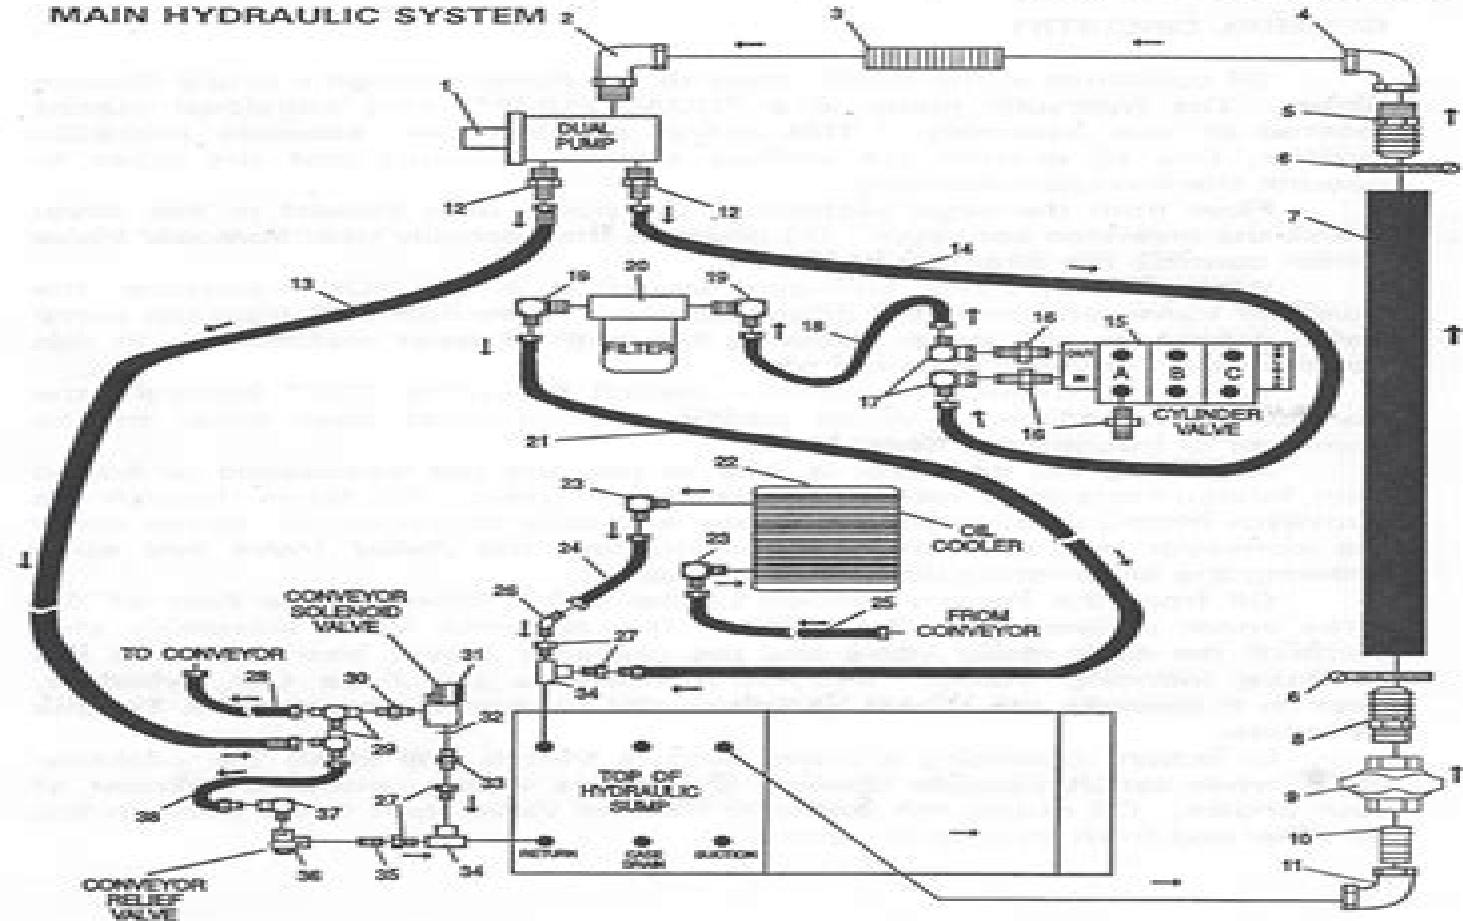 MAIN HYDRAULIC SYSTEM
2
3
4
1
DUAL
PUMP
5
6
12
12
7
14
13
19
20
19
18
FILTER
16
15
OUT
IN
A
B
C
17
16
CYLINDER
VALVE
21
22
23
OIL
COOLER
24
23
25
FROM
CONVEYOR
26
27
CONVEYOR
SOLENOID
VALVE
TO CONVEYOR
28
30
31
34
32
29
33
6
5
9
10
11
TOP OF
HYDRAULIC
SUMP
27
38
37
RETURN
CASE
DRAIN
SUCTION
36
35
34
CONVEYOR
RELIEF
VALVE